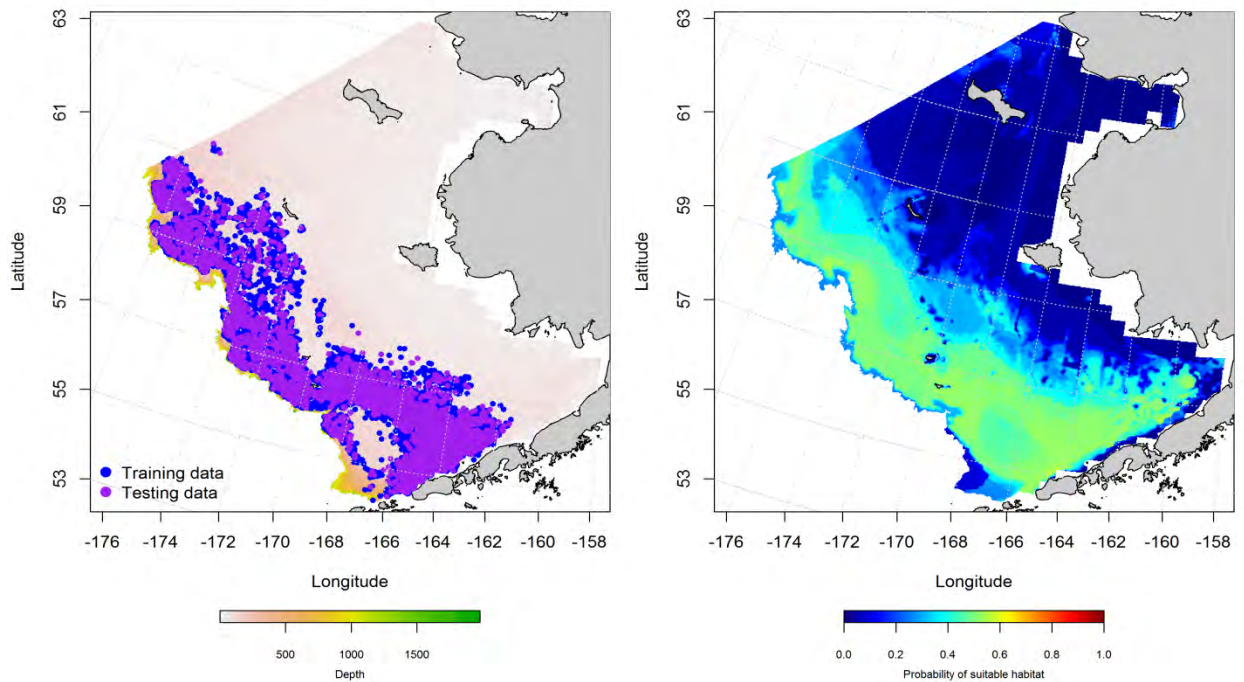 63
61
59
57
55
53
Latitude
Training data
Testing data
-176 -174 -172 -170 -168 -166 -164 -162 -160 -158
Longitude
500 1000 1500
Depth
63
61
59
57
55
53
Latitude
-176 -174 -172 -170 -168 -166 -164 -162 -160 -158
Longitude
0.0 0.2 0.4 0.6 0.8 1.0
Probability of suitable habitat